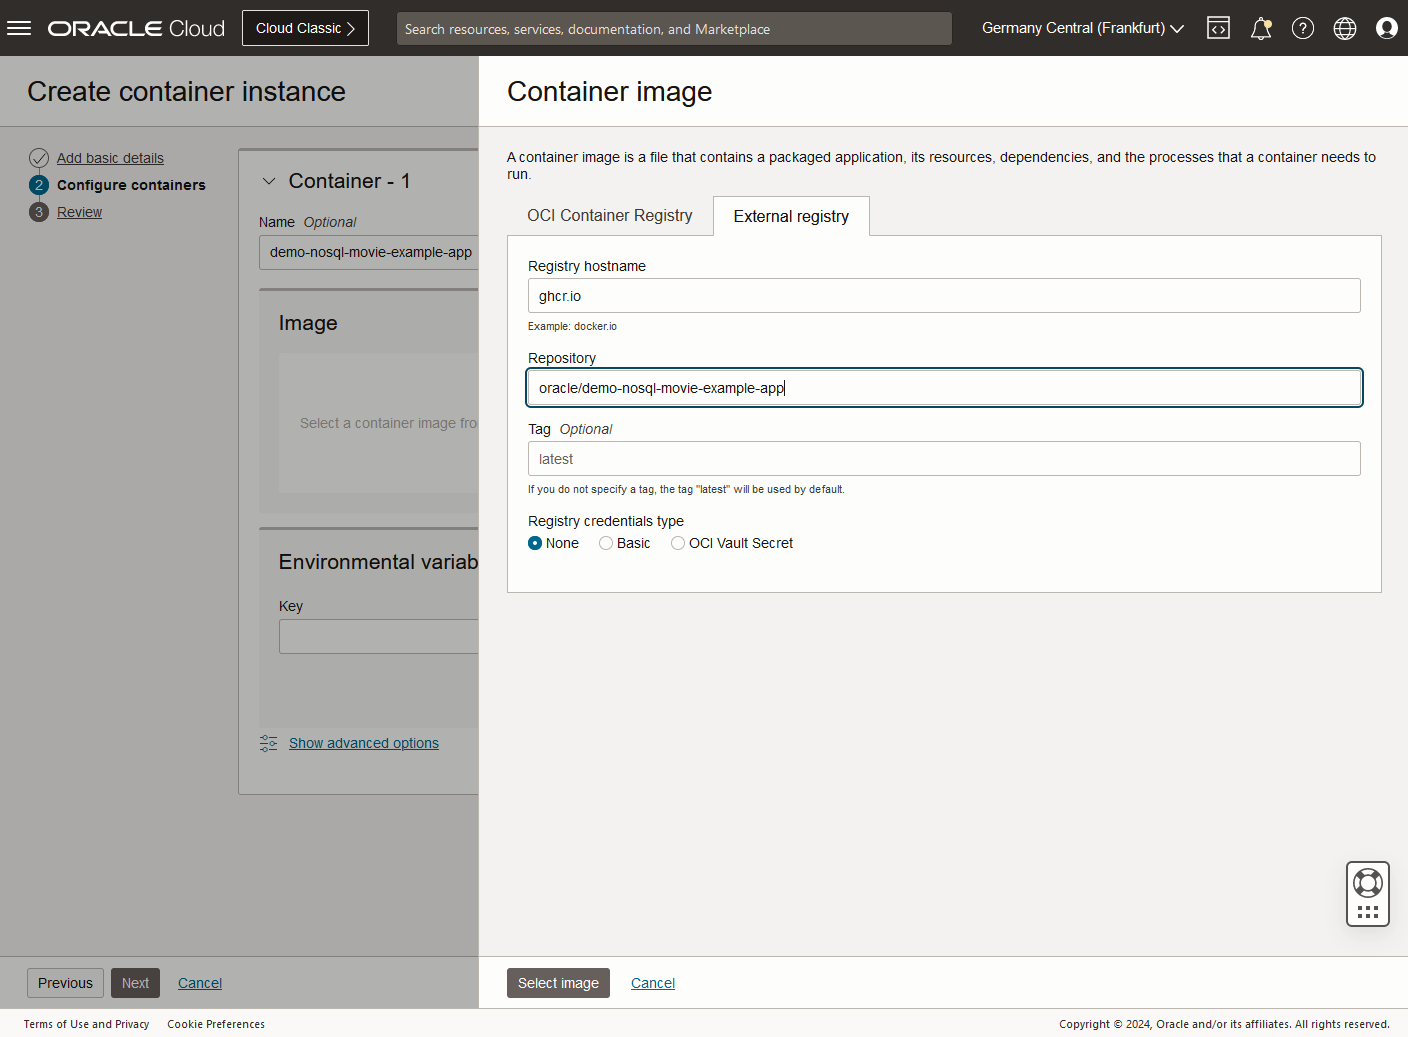 ORACLE Cloud
Cloud Classic
Search resources, services, documentation, and Marketplace
Germany Central (Frankfurt)
Create container instance
Add basic details
2 Configure containers
3 Review
Container - 1
Name Optional
demo-nosql-movie-example-app
Image
Select a container image fro
Environmental variab
Key
Show advanced options
Previous
Next
Cancel
Container image
A container image is a file that contains a packaged application, its resources, dependencies, and the processes that a container needs to
run.
OCI Container Registry
External registry
Registry hostname
ghcr.io
Example: docker.io
Repository
oracle/demo-nosql-movie-example-app
Tag Optional
latest
If you do not specify a tag, the tag "latest" will be used by default.
Registry credentials type
None
Basic
OCI Vault Secret
Select image
Cancel
Terms of Use and Privacy
Cookie Preferences
Copyright © 2024, Oracle and/or its affiliates. All rights reserved.